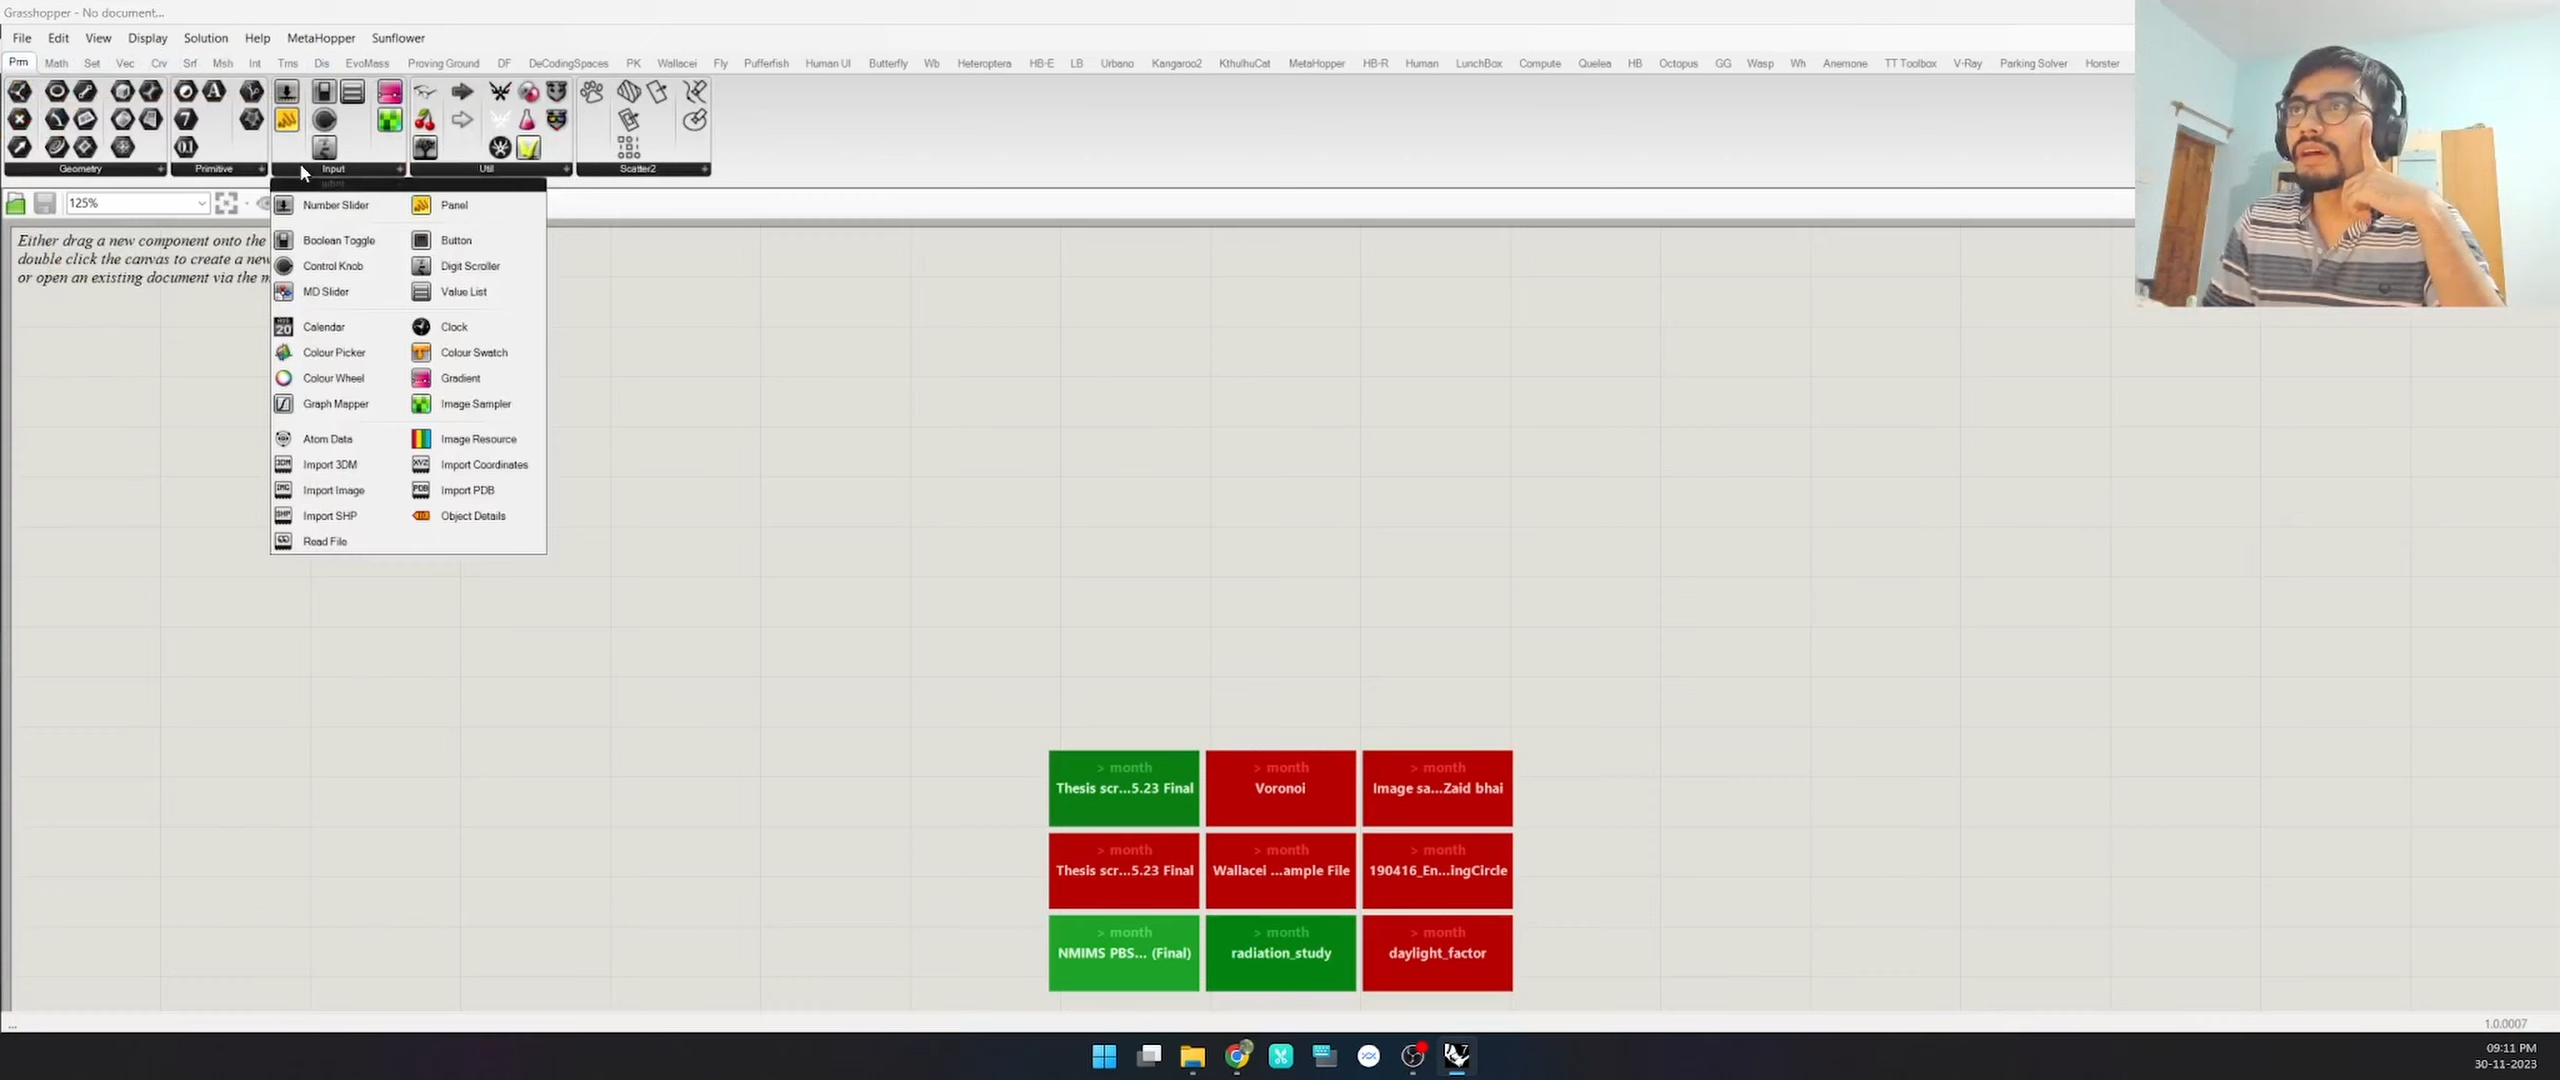 Grasshopper - No document...
File Edit View Display Solution Help MetaHopper Sunflower
Prm Math Set Vec Crv Srf Msh Int Trns Dis EvoMass Proving Ground DF DeCodingSpaces PK Wallacei Fly Pufferfish Human UI Butterfly Wb Heteroptera HB-E LB Urbano Kangaroo2 KthulhuCat MetaHopper HB-R Human LunchBox Compute Quelea HB Octopus GG Wasp Wh Anemone TT Toolbox V-Ray Parking Solver Horster
Geometry Primitive Input Util Scatter2
125%
Number Slider Panel
Boolean Toggle Button
Control Knob Digit Scroller
MD Slider Value List
Calendar Clock
Colour Picker Colour Swatch
Colour Wheel Gradient
Graph Mapper Image Sampler
Atom Data Image Resource
Import 3DM Import Coordinates
Import Image Import PDB
Import SHP Object Details
Read File
Either drag a new component onto the
double click the canvas to create a new
or open an existing document via the m
> month > month > month
Thesis scr...5.23 Final Voronoi Image sa...Zaid bhai
> month > month > month
Thesis scr...5.23 Final Wallacei ...ample File 190416_En...ingCircle
> month > month > month
NMIMS PBS... (Final) radiation_study daylight_factor
...
1.0.0007
09:11 PM
30-11-2023